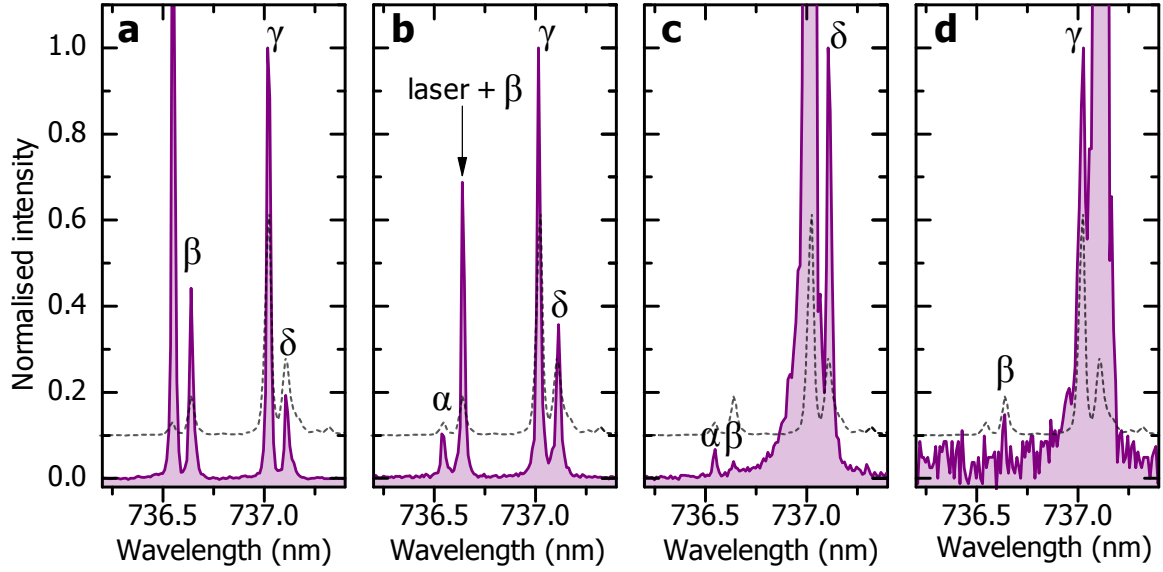 a
b
c
d
γ
β
δ
laser + β
γ
α
δ
δ
α β
γ
β
Normalised intensity
1.0
0.8
0.6
0.4
0.2
0.0
736.5 737.0
736.5 737.0
736.5 737.0
736.5 737.0
Wavelength (nm)
Wavelength (nm)
Wavelength (nm)
Wavelength (nm)